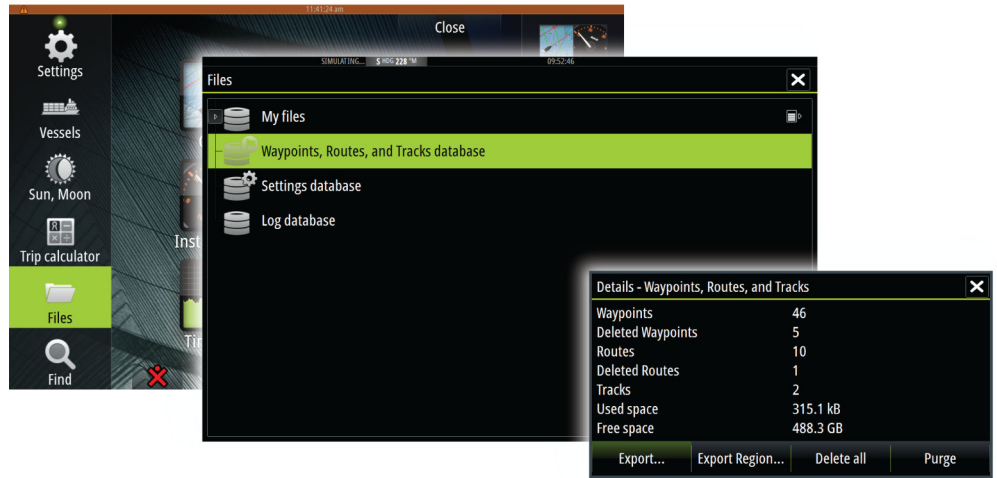 11:41:24 am
Close
Settings
Vessels
Sun, Moon
Trip calculator
Files
Find
Inst
Tir
SIMULATING... S HDG 228 °M 09:52:46
Files
My files
Waypoints, Routes, and Tracks database
Settings database
Log database
Details - Waypoints, Routes, and Tracks
Waypoints 46
Deleted Waypoints 5
Routes 10
Deleted Routes 1
Tracks 2
Used space 315.1 kB
Free space 488.3 GB
Export... Export Region... Delete all Purge